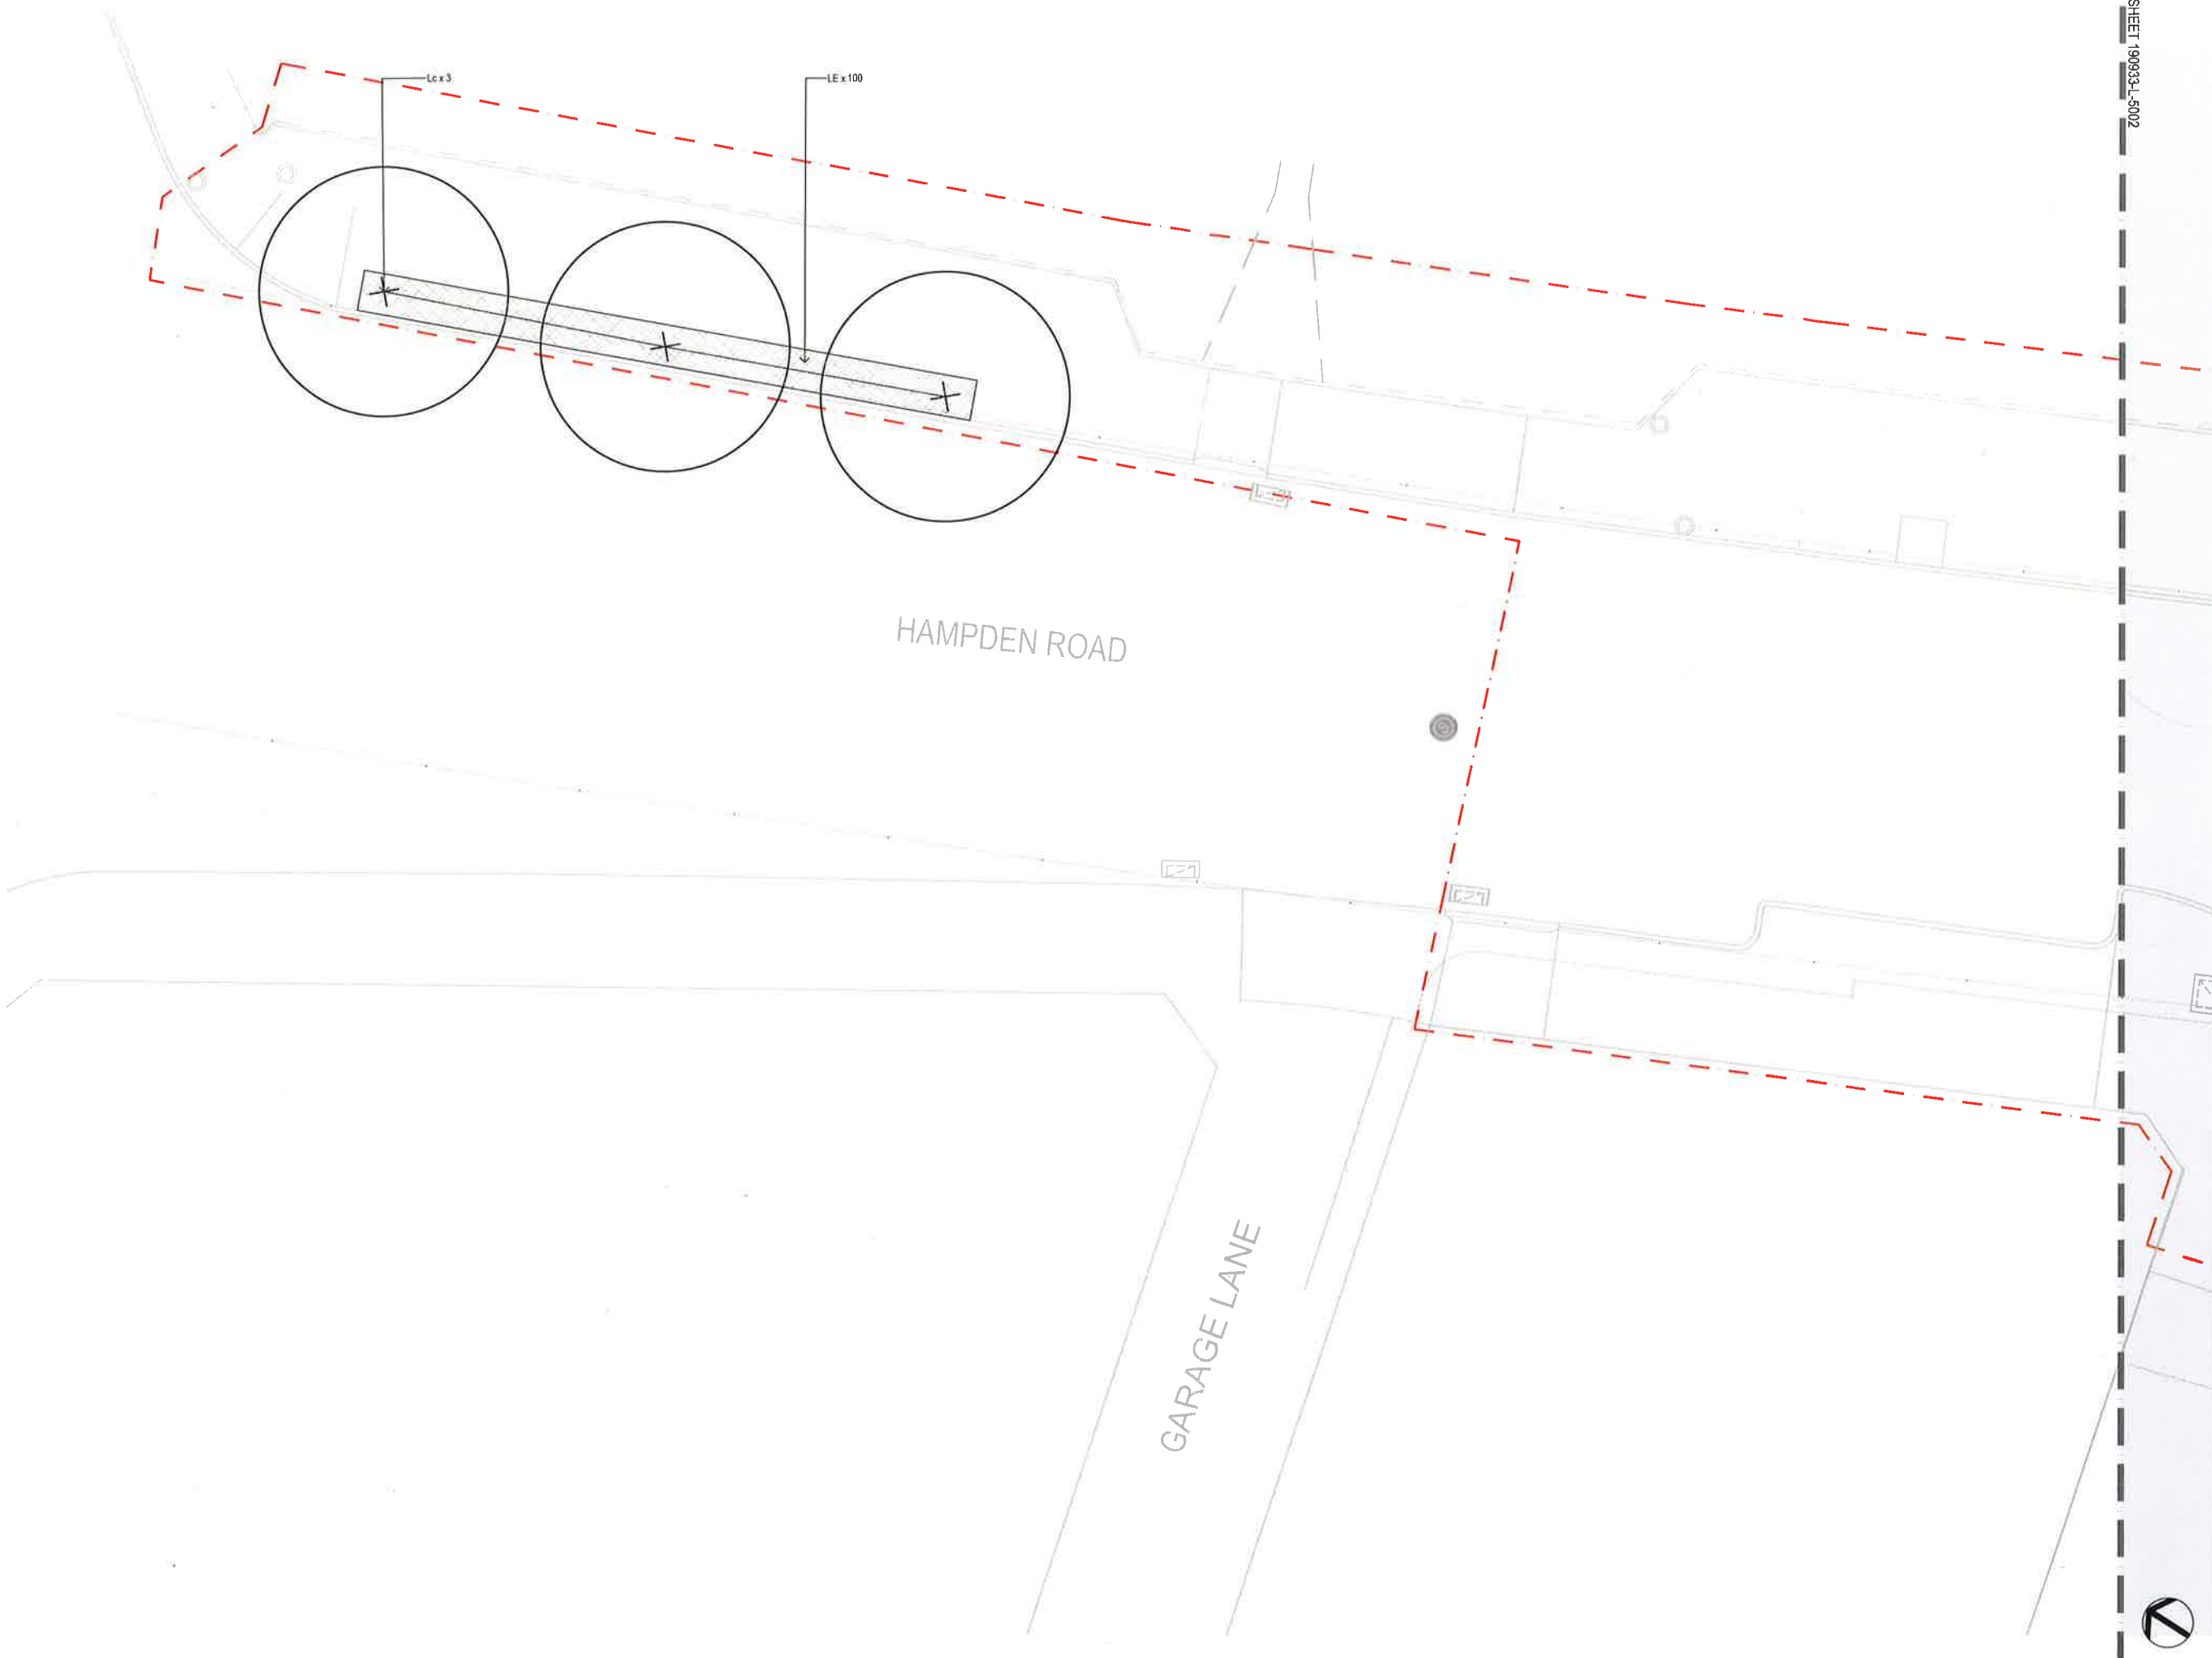 SHEET 190933-L-5002
Lc x 3
LE x 100
HAMPDEN ROAD
GARAGE LANE